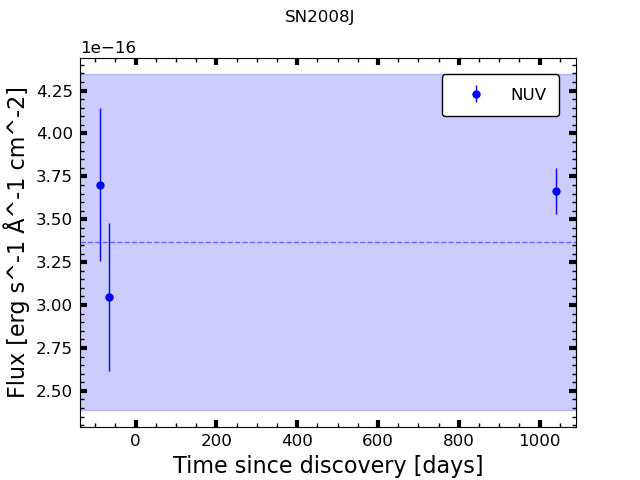 SN2008J
1e−16
NUV
4.25
4.00
3.75
3.50
3.25
3.00
2.75
2.50
Flux [erg s^-1 Å^-1 cm^-2]
0 200 400 600 800 1000
Time since discovery [days]